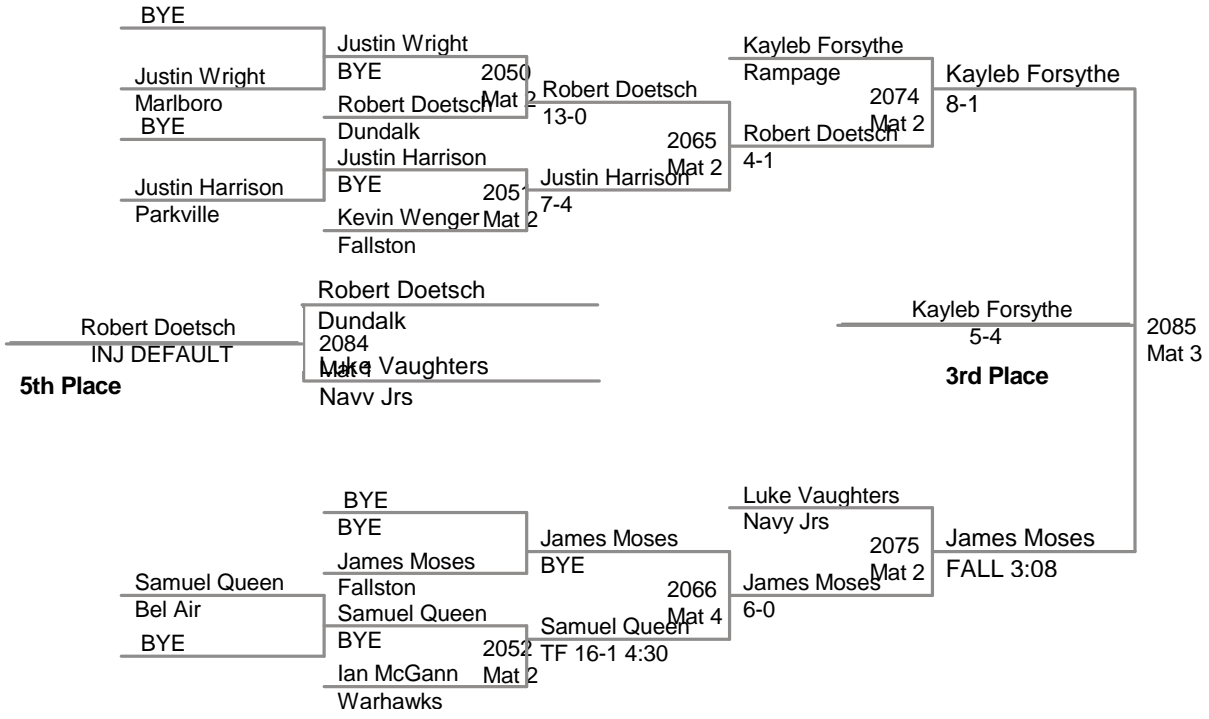 BYE
Justin Wright
Marlboro
BYE
Justin Harrison
Parkville
Justin Wright
BYE
2050
Mat 2
Robert Doetsch
Dundalk
Justin Harrison
BYE
2051
Mat 2
Kevin Wenger
Fallston
Robert Doetsch
13-0
2065
Mat 2
Justin Harrison
7-4
Kayleb Forsythe
Rampage
2074
Mat 2
Robert Doetsch
4-1
Kayleb Forsythe
8-1
Robert Doetsch
Dundalk
2084
Mat 1
Luke Vaughters
Navy Jrs
Robert Doetsch
INJ DEFAULT
5th Place
Kayleb Forsythe
5-4
3rd Place
2085
Mat 3
BYE
BYE
James Moses
Fallston
Samuel Queen
Bel Air
BYE
Samuel Queen
BYE
2052
Mat 2
Ian McGann
Warhawks
James Moses
BYE
2066
Mat 4
Samuel Queen
TF 16-1 4:30
Luke Vaughters
Navy Jrs
2075
Mat 2
James Moses
6-0
James Moses
FALL 3:08